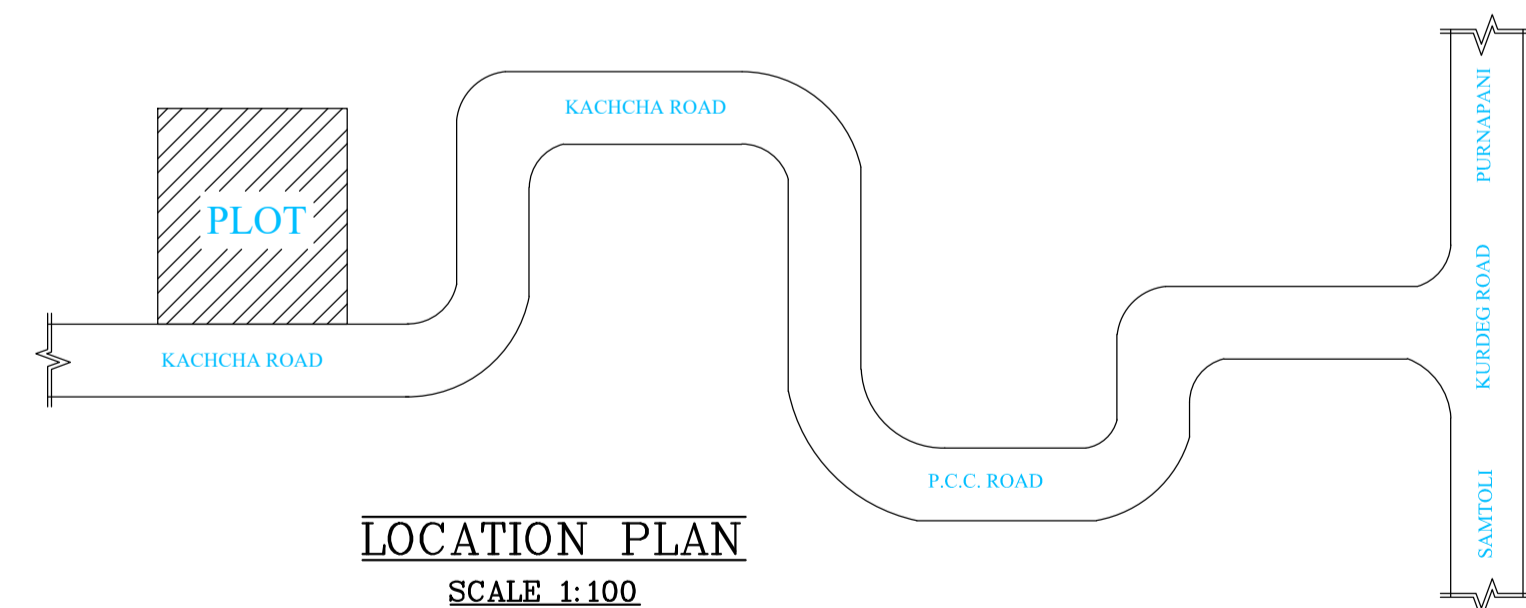 KACHCHA ROAD
PLOT
KACHCHA ROAD
P.C.C. ROAD
PURNAPANI
KURDEG ROAD
SAMTOLI
LOCATION PLAN
SCALE 1:100